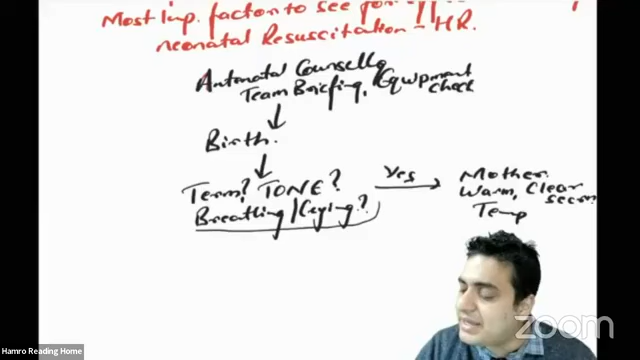 Most Imp. factor to see for
neonatal Resuscitation - HR.
Antenatal Counselling
Team Briefing, Equipment
check
Birth.
Term? TONE?
Breathing/Crying?
Yes
Mother
Warm, Clear
Temp
Hamro Reading Home
zoom